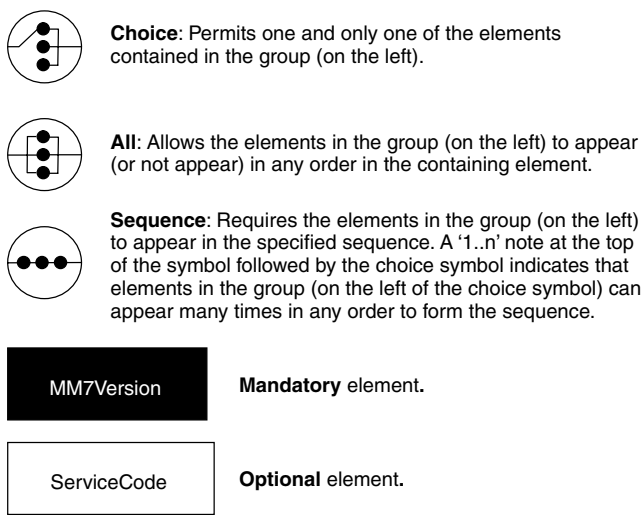 Choice: Permits one and only one of the elements
contained in the group (on the left).
All: Allows the elements in the group (on the left) to appear
(or not appear) in any order in the containing element.
Sequence: Requires the elements in the group (on the left)
to appear in the specified sequence. A ‘1..n’ note at the top
of the symbol followed by the choice symbol indicates that
elements in the group (on the left of the choice symbol) can
appear many times in any order to form the sequence.
MM7Version Mandatory element.
ServiceCode Optional element.